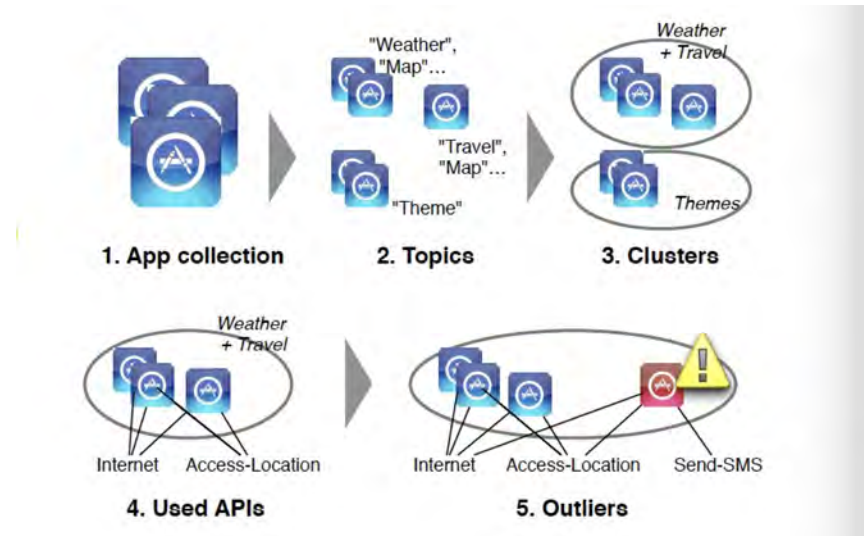 "Weather",
"Map"...
"Travel",
"Map"...
"Theme"
Weather
+ Travel
Themes
1. App collection
2. Topics
3. Clusters
Weather
+ Travel
Internet
Access-Location
Internet
Access-Location
Send-SMS
4. Used APIs
5. Outliers